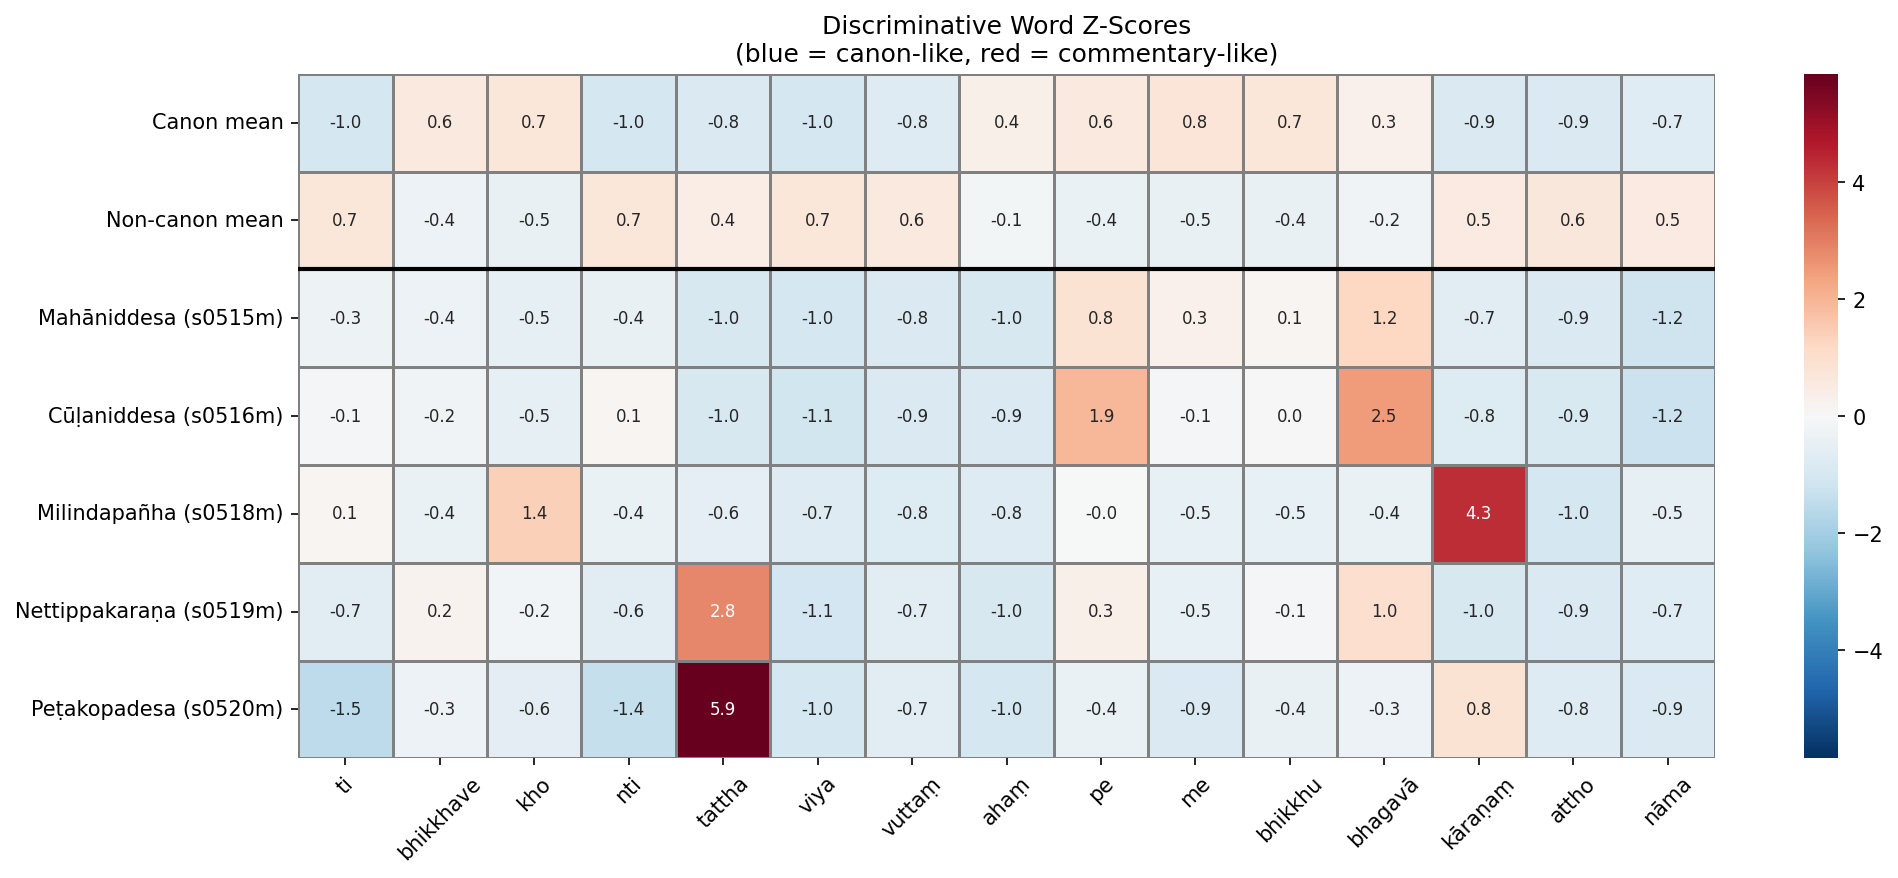 Discriminative Word Z-Scores
(blue = canon-like, red = commentary-like)
Canon mean -1.0 0.6 0.7 -1.0 -0.8 -1.0 -0.8 0.4 0.6 0.8 0.7 0.3 -0.9 -0.9 -0.7
Non-canon mean 0.7 -0.4 -0.5 0.7 0.4 0.7 0.6 -0.1 -0.4 -0.5 -0.4 -0.2 0.5 0.6 0.5
Mahāniddesa (s0515m) -0.3 -0.4 -0.5 -0.4 -1.0 -1.0 -0.8 -1.0 0.8 0.3 0.1 1.2 -0.7 -0.9 -1.2
Cūḷaniddesa (s0516m) -0.1 -0.2 -0.5 0.1 -1.0 -1.1 -0.9 -0.9 1.9 -0.1 0.0 2.5 -0.8 -0.9 -1.2
Milindapañha (s0518m) 0.1 -0.4 1.4 -0.4 -0.6 -0.7 -0.8 -0.8 -0.0 -0.5 -0.5 -0.4 4.3 -1.0 -0.5
Nettippakaraṇa (s0519m) -0.7 0.2 -0.2 -0.6 2.8 -1.1 -0.7 -1.0 0.3 -0.5 -0.1 1.0 -1.0 -0.9 -0.7
Peṭakopadesa (s0520m) -1.5 -0.3 -0.6 -1.4 5.9 -1.0 -0.7 -1.0 -0.4 -0.9 -0.4 -0.3 0.8 -0.8 -0.9
ti bhikkhave kho nti tattha viya vuttaṃ ahaṃ pe me bhikkhu bhagavā kāraṇaṃ attho nāma
4
2
0
−2
−4